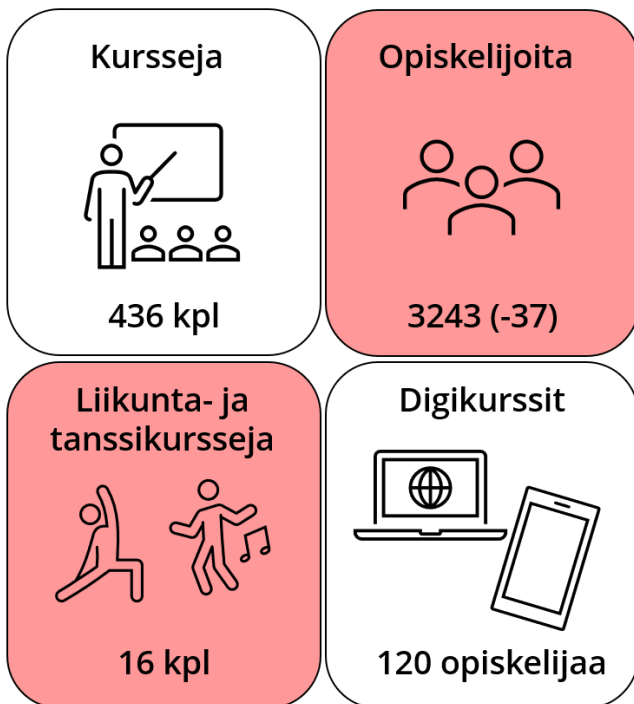 Kursseja
436 kpl
Opiskelijoita
3243 (-37)
Liikunta- ja
tanssikursseja
16 kpl
Digikurssit
120 opiskelijaa